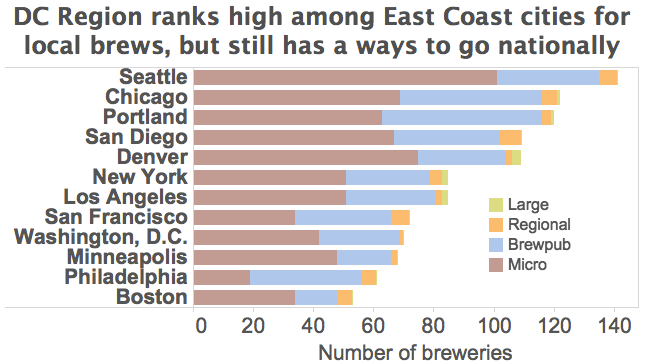 DC Region ranks high among East Coast cities for
local brews, but still has a ways to go nationally
Seattle
Chicago
Portland
San Diego
Denver
New York
Los Angeles
San Francisco
Washington, D.C.
Minneapolis
Philadelphia
Boston
Large
Regional
Brewpub
Micro
0 20 40 60 80 100 120 140
Number of breweries